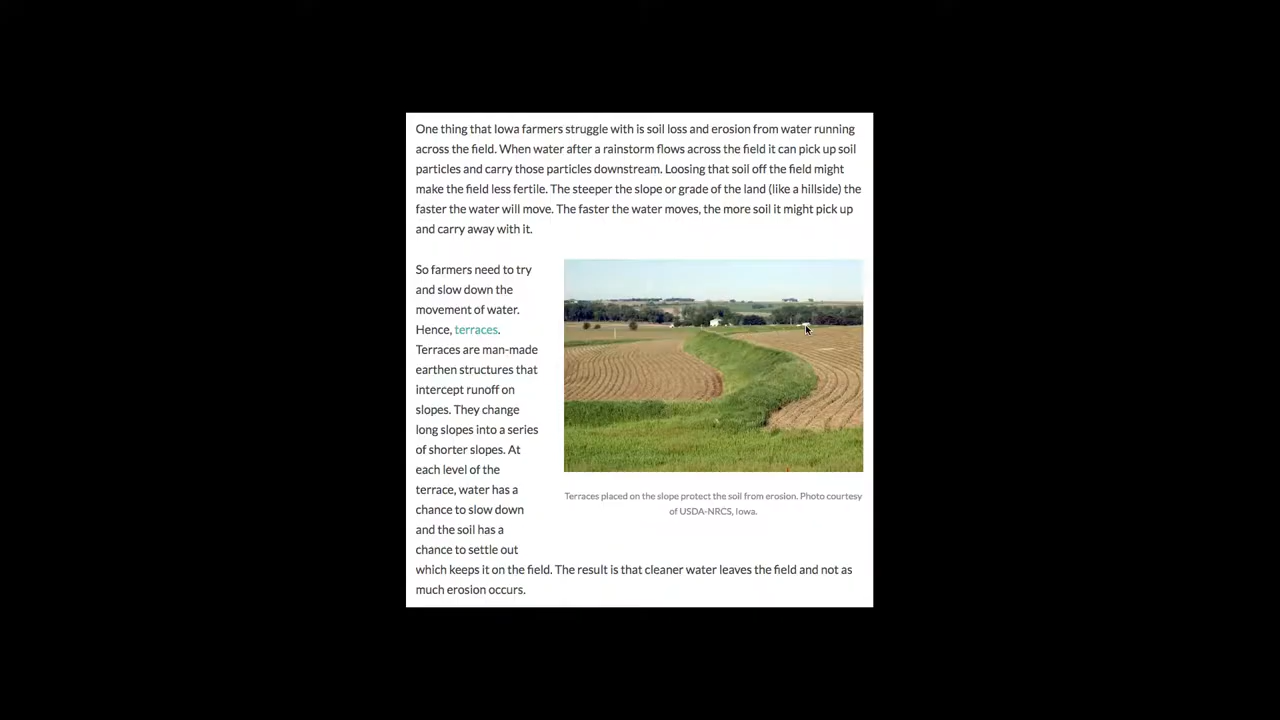 One thing that Iowa farmers struggle with is soil loss and erosion from water running
across the field. When water after a rainstorm flows across the field it can pick up soil
particles and carry those particles downstream. Loosing that soil off the field might
make the field less fertile. The steeper the slope or grade of the land (like a hillside) the
faster the water will move. The faster the water moves, the more soil it might pick up
and carry away with it.
So farmers need to try
and slow down the
movement of water.
Hence, terraces.
Terraces are man-made
earthen structures that
intercept runoff on
slopes. They change
long slopes into a series
of shorter slopes. At
each level of the
terrace, water has a
chance to slow down
and the soil has a
chance to settle out
which keeps it on the field. The result is that cleaner water leaves the field and not as
much erosion occurs.
Terraces placed on the slope protect the soil from erosion. Photo courtesy
of USDA-NRCS, Iowa.